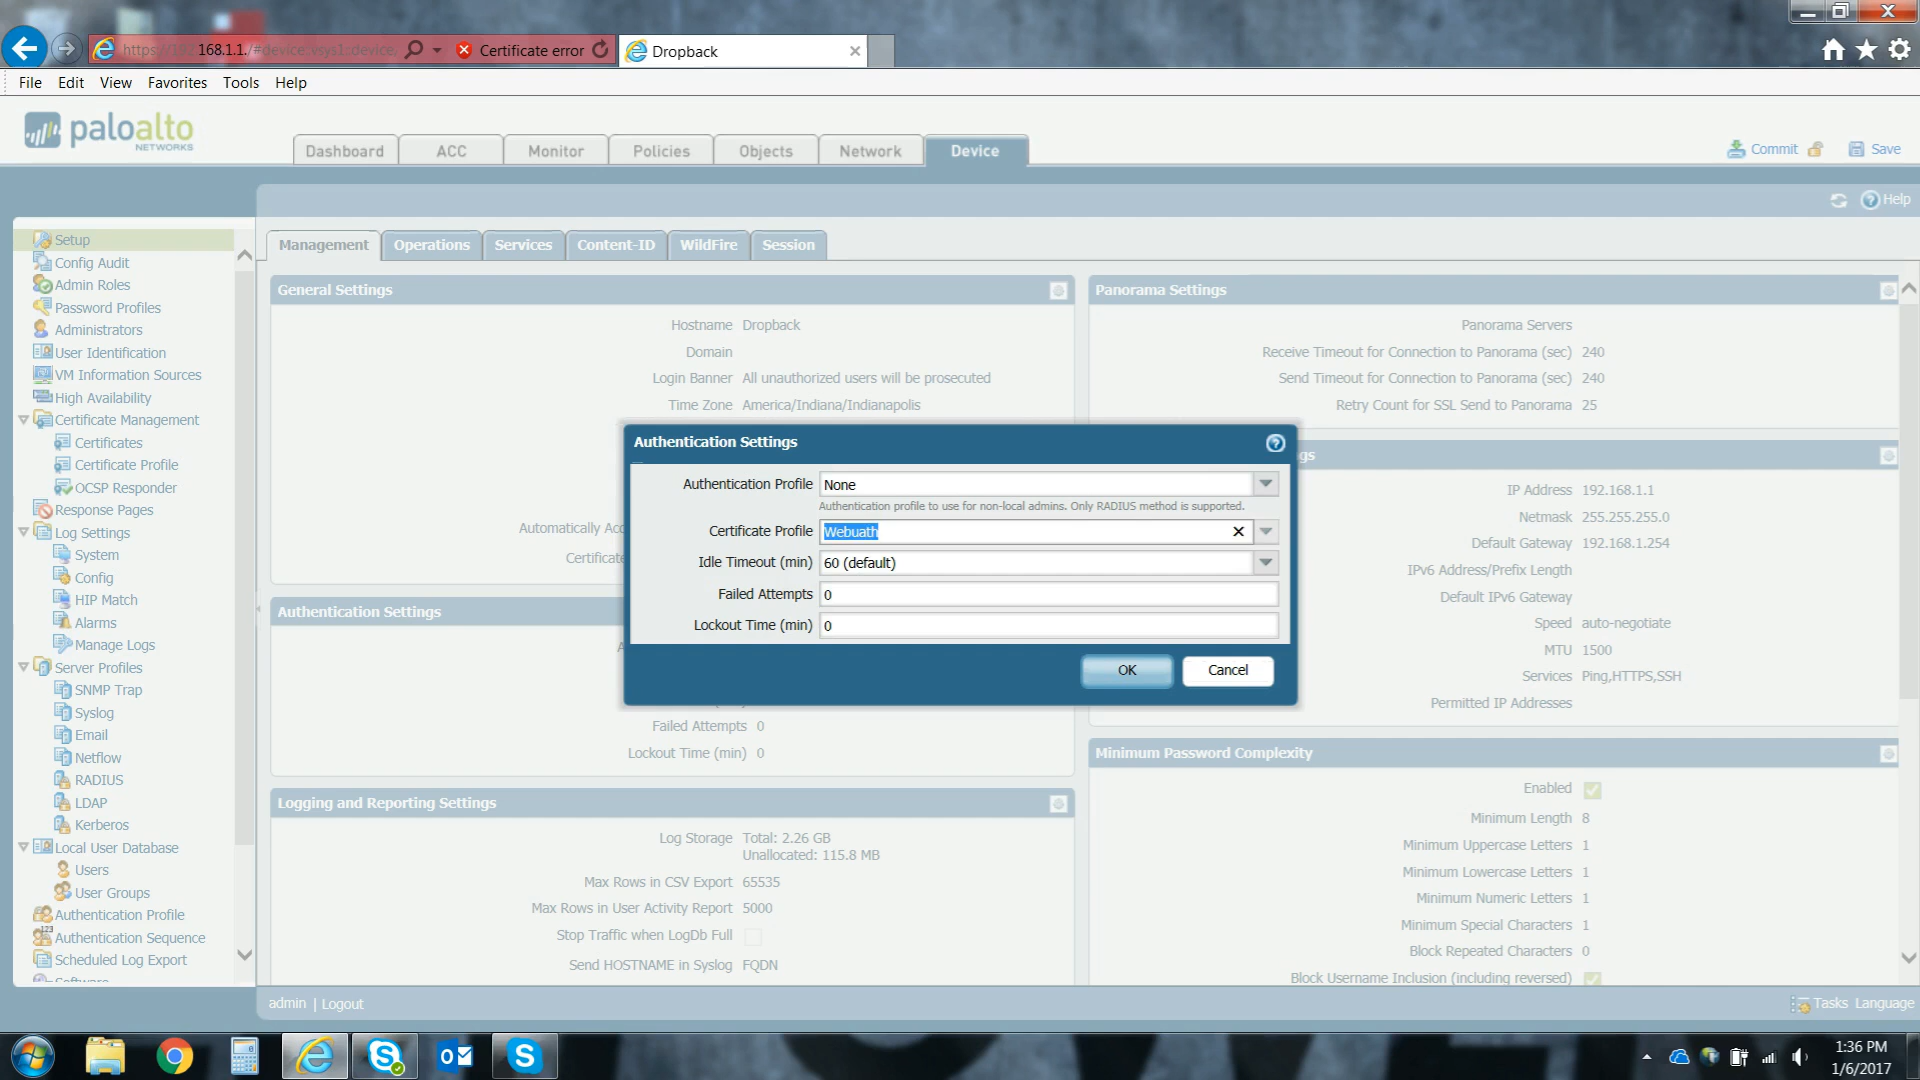 https://192.168.1.1./#device::vsys1::device
Certificate error
Dropback
File Edit View Favorites Tools Help
paloalto
NETWORKS
Dashboard ACC Monitor Policies Objects Network Device
Commit Save
Help
Setup
Config Audit
Admin Roles
Password Profiles
Administrators
User Identification
VM Information Sources
High Availability
Certificate Management
Certificates
Certificate Profile
OCSP Responder
Response Pages
Log Settings
System
Config
HIP Match
Alarms
Manage Logs
Server Profiles
SNMP Trap
Syslog
Email
Netflow
RADIUS
LDAP
Kerberos
Local User Database
Users
User Groups
Authentication Profile
Authentication Sequence
Scheduled Log Export
Software
Management Operations Services Content-ID WildFire Session
General Settings
Hostname Dropback
Domain
Login Banner All unauthorized users will be prosecuted
Time Zone America/Indiana/Indianapolis
Automatically Acc
Certificate
Authentication Settings
A
Failed Attempts 0
Lockout Time (min) 0
Logging and Reporting Settings
Log Storage Total: 2.26 GB
Unallocated: 115.8 MB
Max Rows in CSV Export 65535
Max Rows in User Activity Report 5000
Stop Traffic when LogDb Full
Send HOSTNAME in Syslog FQDN
Authentication Settings
Authentication Profile None
Authentication profile to use for non-local admins. Only RADIUS method is supported.
Certificate Profile Webuath
Idle Timeout (min) 60 (default)
Failed Attempts 0
Lockout Time (min) 0
OK Cancel
Panorama Settings
Panorama Servers
Receive Timeout for Connection to Panorama (sec) 240
Send Timeout for Connection to Panorama (sec) 240
Retry Count for SSL Send to Panorama 25
gs
IP Address 192.168.1.1
Netmask 255.255.255.0
Default Gateway 192.168.1.254
IPv6 Address/Prefix Length
Default IPv6 Gateway
Speed auto-negotiate
MTU 1500
Services Ping,HTTPS,SSH
Permitted IP Addresses
Minimum Password Complexity
Enabled
Minimum Length 8
Minimum Uppercase Letters 1
Minimum Lowercase Letters 1
Minimum Numeric Letters 1
Minimum Special Characters 1
Block Repeated Characters 0
Block Username Inclusion (including reversed)
admin | Logout
Tasks Language
1:36 PM
1/6/2017